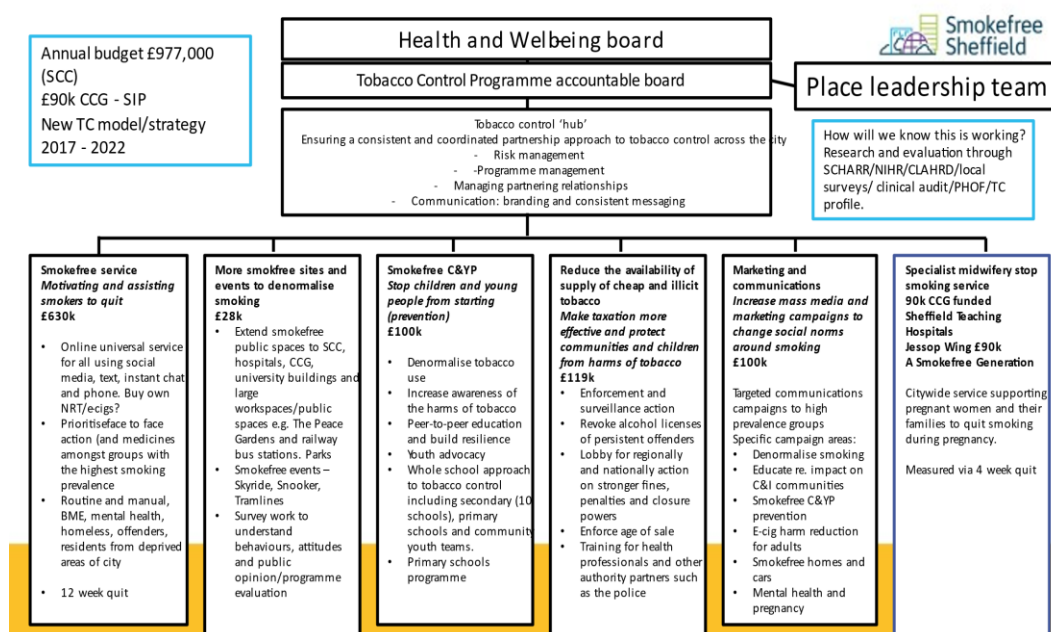 Smokefree
Sheffield
Annual budget £977,000
(SCC)
£90k CCG - SIP
New TC model/strategy
2017 - 2022
Health and Welbeing board
Tobacco Control Programme accountable board
Place leadership team
Tobacco control ‘hub’
Ensuring a consistent and coordinated partnership approach to tobacco control across the city
- Risk management
- -Programme management
- Managing partnering relationships
- Communication: branding and consistent messaging
How will we know this is working?
Research and evaluation through
SCHARR/NIHR/CLAHRD/local
surveys/ clinical audit/PHOF/TC
profile.
Smokefree service
Motivating and assisting
smokers to quit
£630k
• Online universal service
for all using social
media, text, instant chat
and phone. Buy own
NRT/ecigs?
• Prioritiseface to face
action (and medicines
amongst groups with
the highest smoking
prevalence
• Routine and manual,
BME, mental health,
homeless, offenders,
residents from deprived
areas of city
• 12 week quit
More smokfree sites and
events to denormalise
smoking
£28k
• Extend smokefree
public spaces to SCC,
hospitals, CCG,
university buildings and
large
workspaces/public
spaces e.g. The Peace
Gardens and railway
bus stations. Parks
• Smokefree events –
Skyride, Snooker,
Tramlines
• Survey work to
understand
behaviours, attitudes
and public
opinion/programme
evaluation
Smokefree C&YP
Stop children and young
people from starting
(prevention)
£100k
• Denormalise tobacco
use
• Increase awareness of
the harms of tobacco
• Peer-to-peer education
and build resilience
• Youth advocacy
• Whole school approach
to tobacco control
including secondary (10
schools), primary
schools and community
youth teams.
• Primary schools
programme
Reduce the availability of
supply of cheap and illicit
tobacco
Make taxation more
effective and protect
communities and children
from harms of tobacco
£119k
• Enforcement and
surveillance action
• Revoke alcohol licenses
of persistent offenders
• Lobby for regionally and
nationally action
on stronger fines,
penalties and closure
powers
• Enforce age of sale
• Training for health
professionals and other
authority partners such
as the police
Marketing and
communications
Increase mass media and
marketing campaigns to
change social norms
around smoking
£100k
Targeted communications
campaigns to high
prevalence groups
Specific campaign areas:
• Denormalise smoking
• Educate re. impact on
C&I communities
• Smokefree C&YP
prevention
• E-cig harm reduction
for adults
• Smokefree homes and
cars
• Mental health and
pregnancy
Specialist midwifery stop
smoking service
90k CCG funded
Sheffield Teaching
Hospitals
Jessop Wing £90k
A Smokefree Generation
Citywide service supporting
pregnant women and their
families to quit smoking
during pregnancy.
Measured via 4 week quit